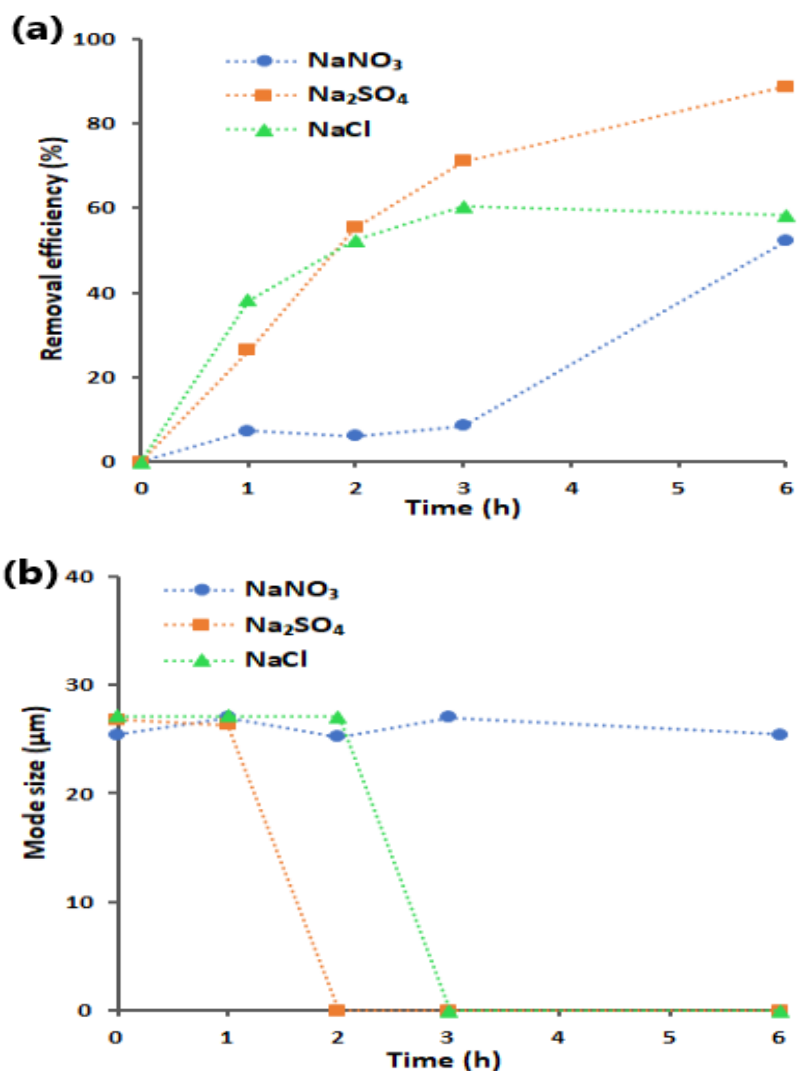 (a)
100
80
60
40
20
0
Removal efficiency (%)
NaNO₃
Na₂SO₄
NaCl
0 1 2 3 4 5 6
Time (h)
(b)
40
30
20
10
0
Mode size (μm)
NaNO₃
Na₂SO₄
NaCl
0 1 2 3 4 5 6
Time (h)